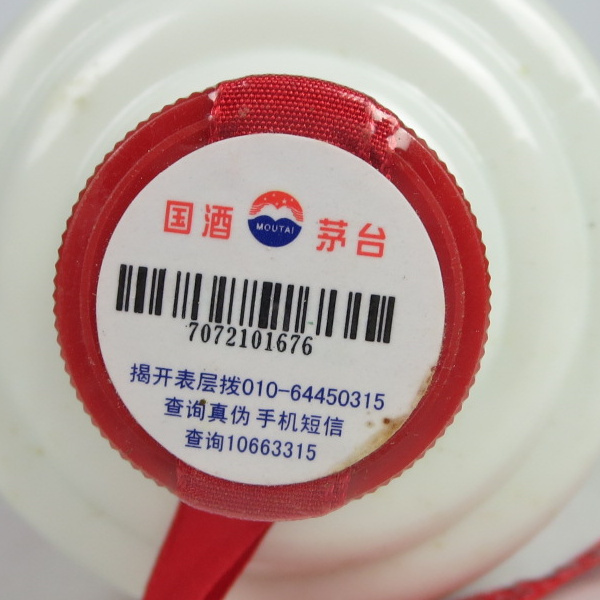 国酒 MOUTAI 茅台
7072101676
揭开表层拨010-64450315
查询真伪 手机短信
查询10663315